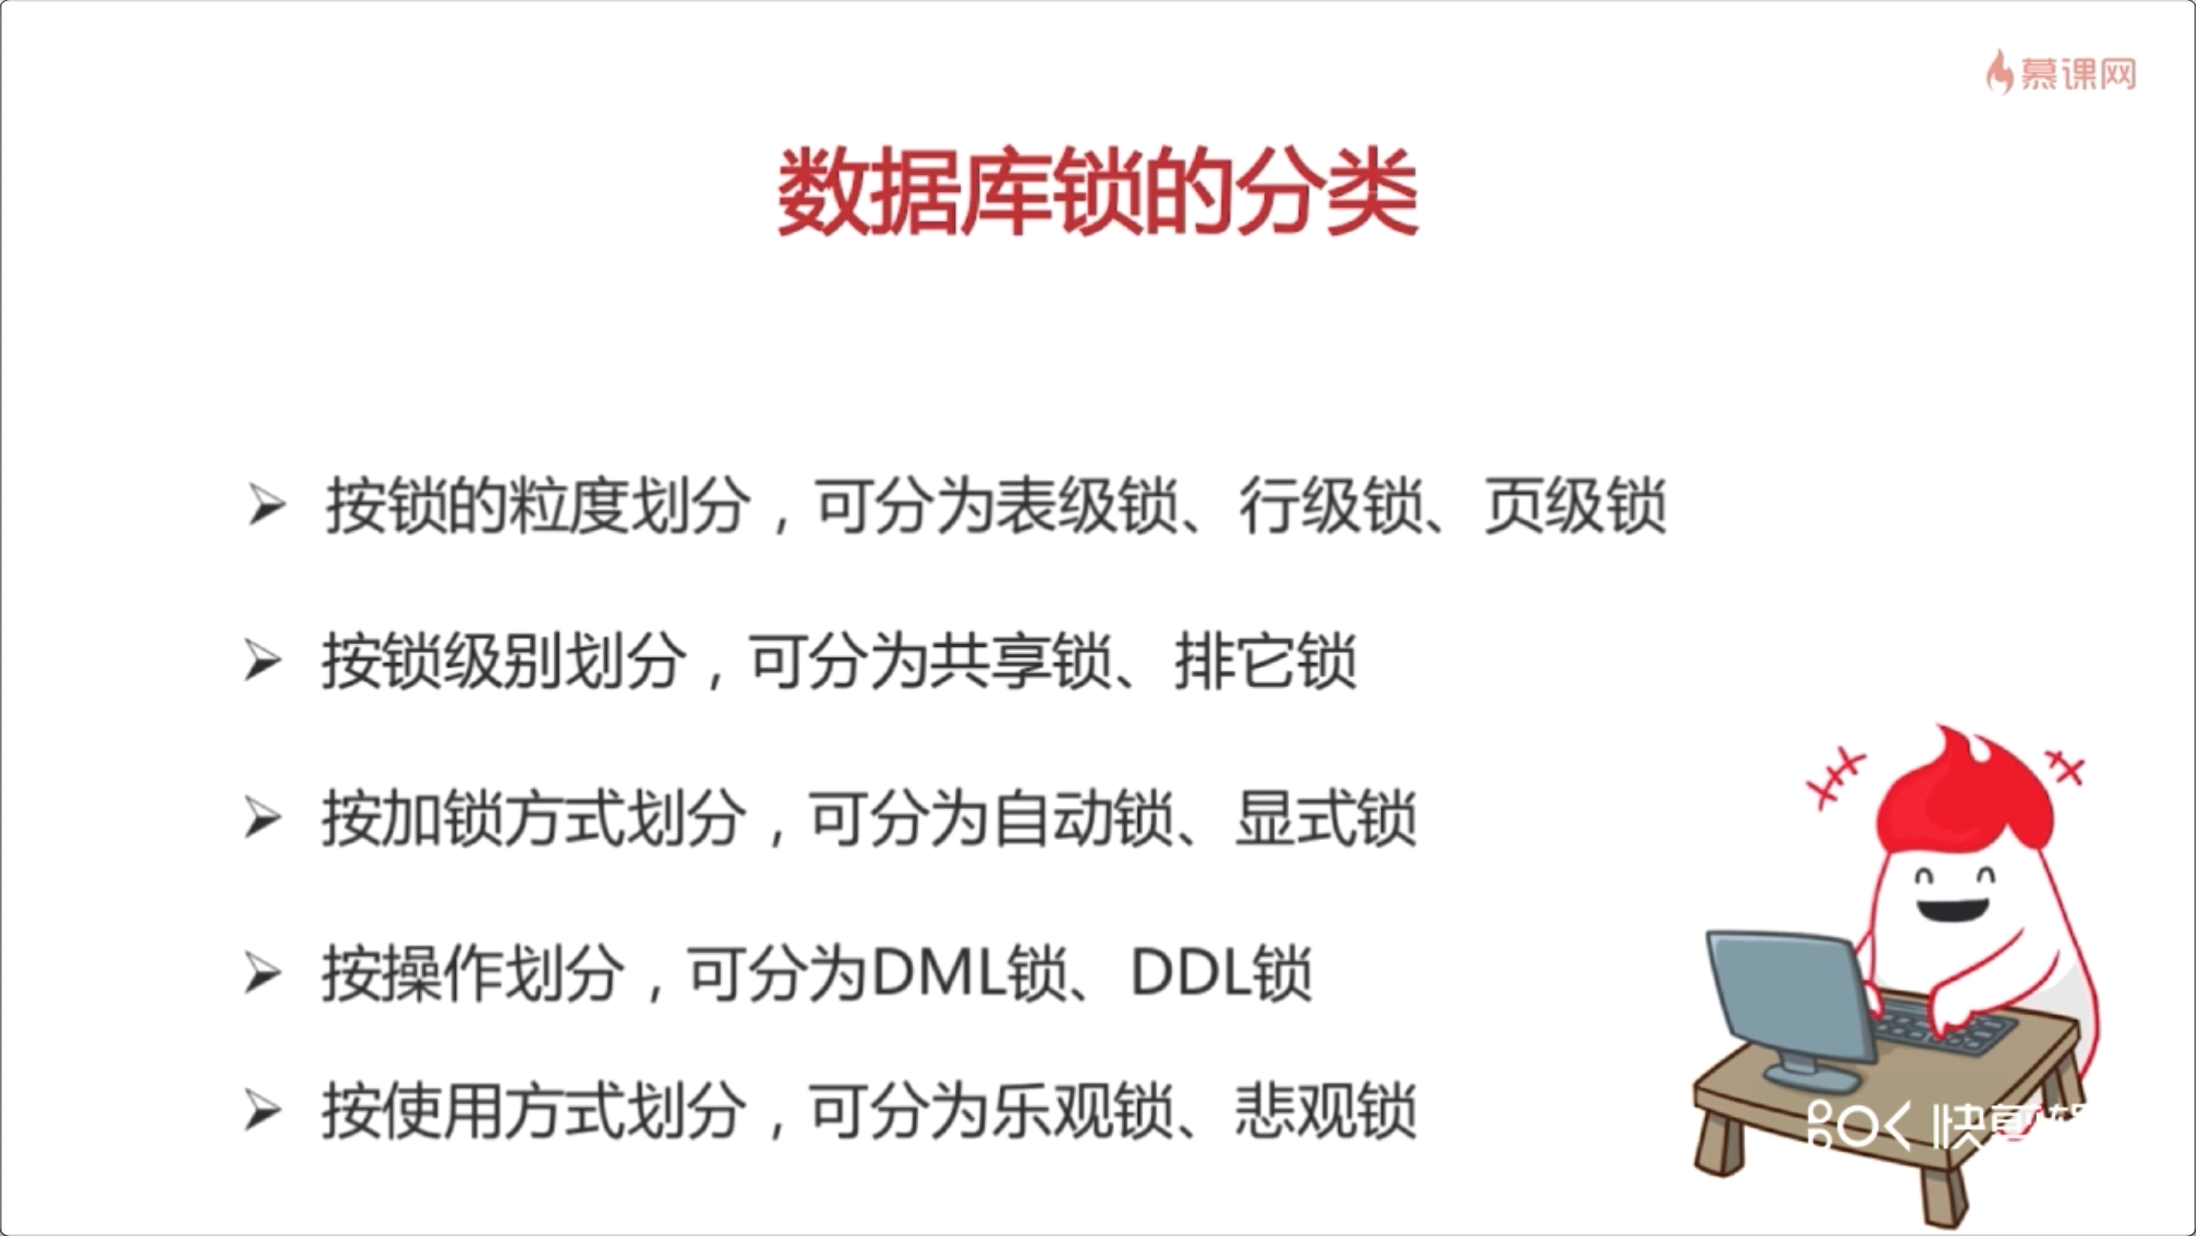 慕课网
数据库锁的分类
➢ 按锁的粒度划分，可分为表级锁、行级锁、页级锁
➢ 按锁级别划分，可分为共享锁、排它锁
➢ 按加锁方式划分，可分为自动锁、显式锁
➢ 按操作划分，可分为DML锁、DDL锁
➢ 按使用方式划分，可分为乐观锁、悲观锁
快